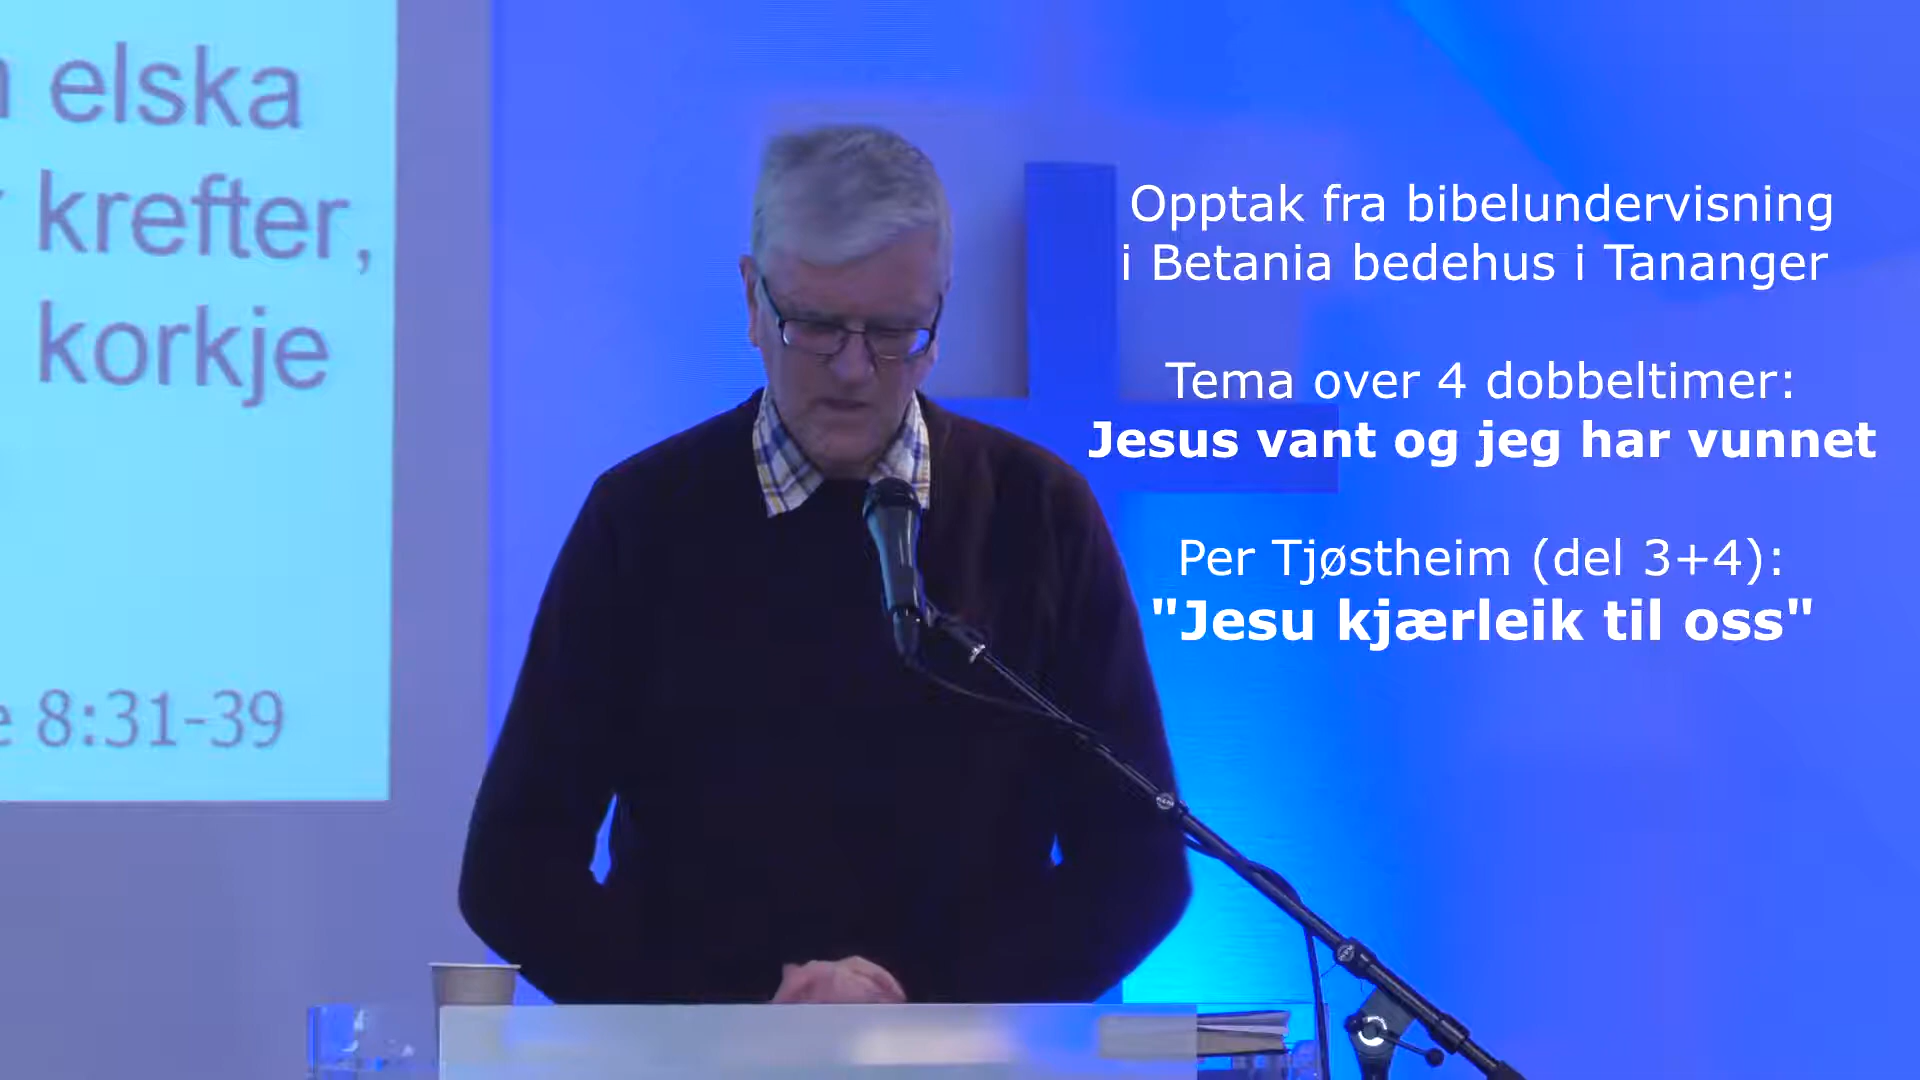 elska
krefter,
korkje
8:31-39
Opptak fra bibelundervisning
i Betania bedehus i Tananger
Tema over 4 dobbeltimer:
Jesus vant og jeg har vunnet
Per Tjøstheim (del 3+4):
"Jesu kjærleik til oss"